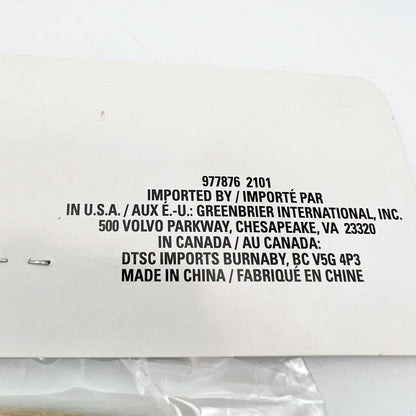 977876 2101
IMPORTED BY / IMPORTÉ PAR
IN U.S.A. / AUX É.-U.: GREENBRIER INTERNATIONAL, INC.
500 VOLVO PARKWAY, CHESAPEAKE, VA 23320
IN CANADA / AU CANADA:
DTSC IMPORTS BURNABY, BC V5G 4P3
MADE IN CHINA / FABRIQUÉ EN CHINE